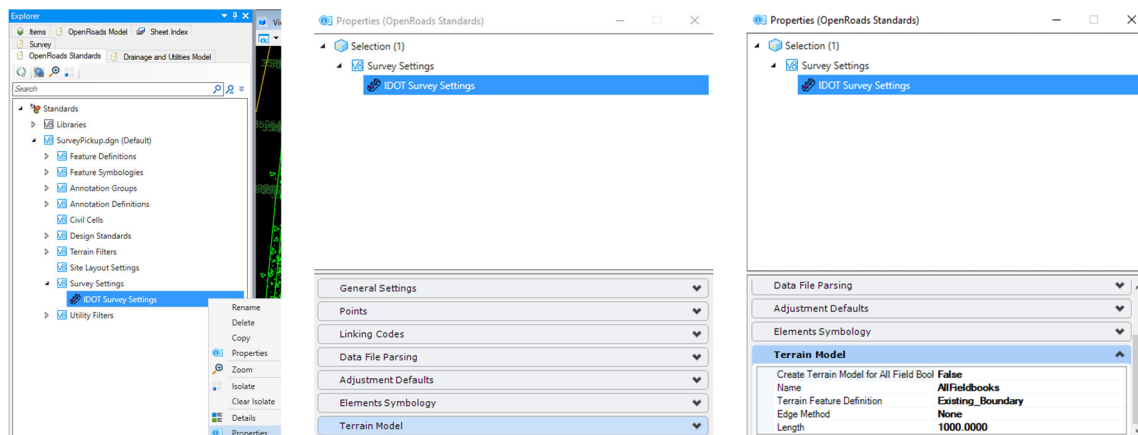 Explorer
Items OpenRoads Model Sheet Index
Survey
OpenRoads Standards Drainage and Utilities Model
Search
Standards
Libraries
SurveyPickup.dgn (Default)
Feature Definitions
Feature Symbologies
Annotation Groups
Annotation Definitions
Civil Cells
Design Standards
Terrain Filters
Site Layout Settings
Survey Settings
IDOT Survey Settings
Utility Filters
Rename
Delete
Copy
Properties
Zoom
Isolate
Clear Isolate
Details
Properties
Properties (OpenRoads Standards)
Selection (1)
Survey Settings
IDOT Survey Settings
General Settings
Points
Linking Codes
Data File Parsing
Adjustment Defaults
Elements Symbology
Terrain Model
Properties (OpenRoads Standards)
Selection (1)
Survey Settings
IDOT Survey Settings
Data File Parsing
Adjustment Defaults
Elements Symbology
Terrain Model
Create Terrain Model for All Field Bool False
Name AllFieldbooks
Terrain Feature Definition Existing_Boundary
Edge Method None
Length 1000.0000